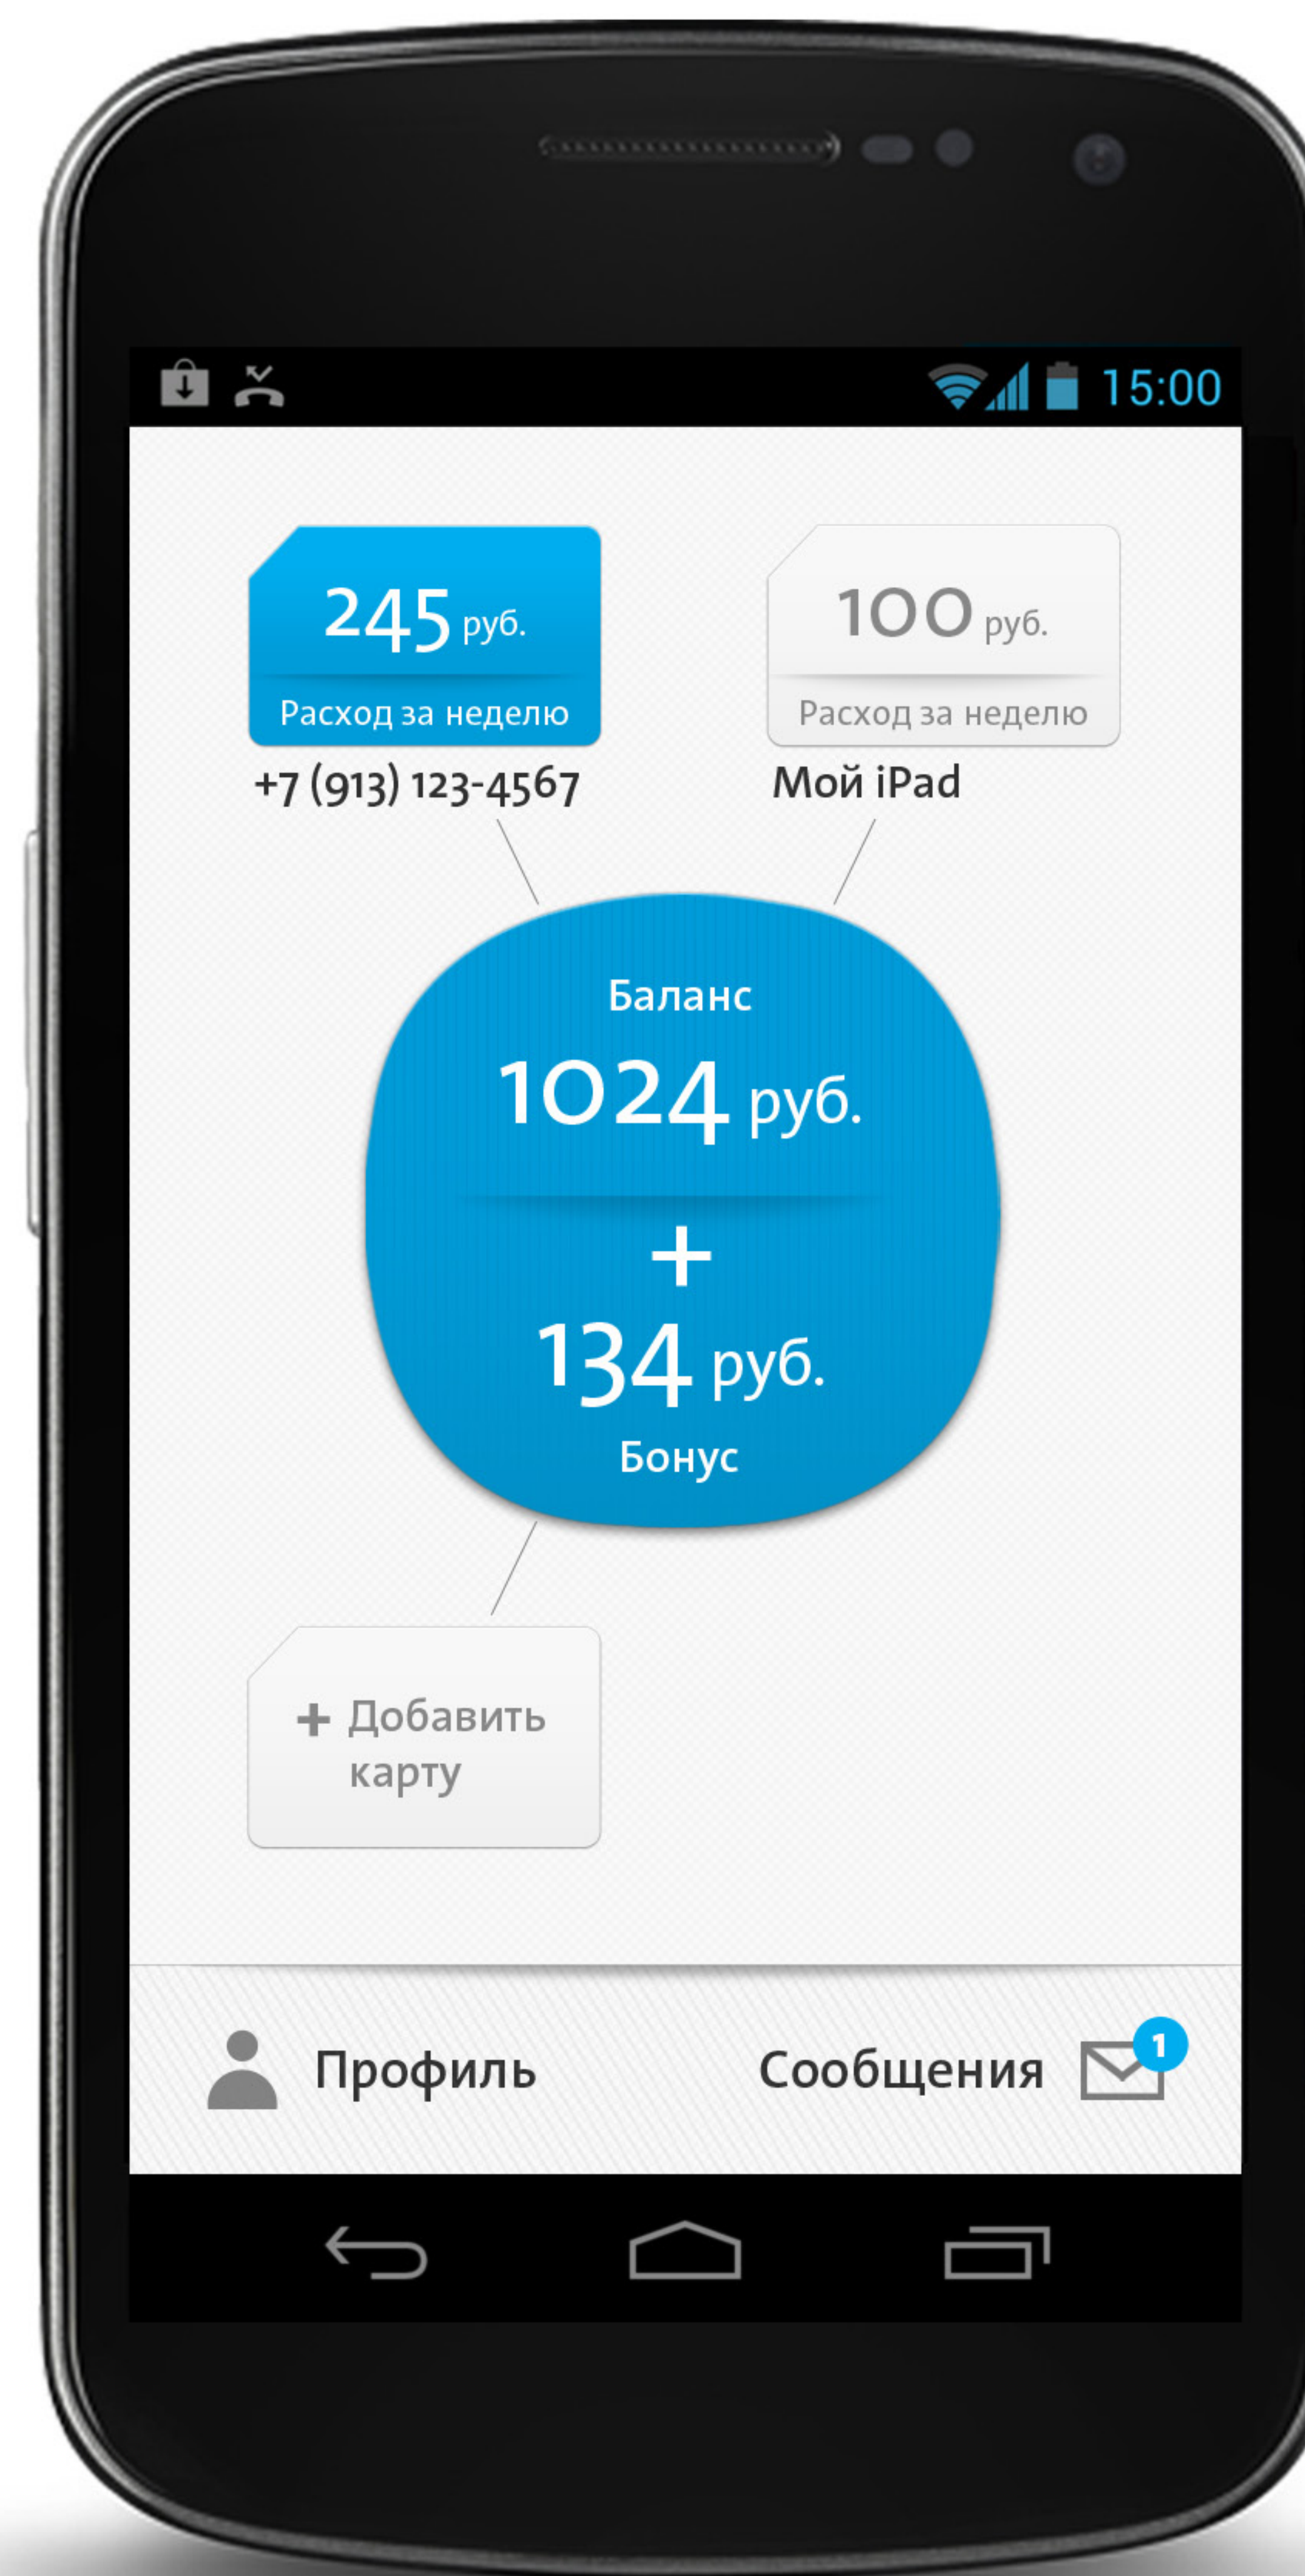 15:00
245 руб.
Расход за неделю
+7 (913) 123-4567
100 руб.
Расход за неделю
Мой iPad
Баланс
1024 руб.
+
134 руб.
Бонус
+ Добавить
карту
Профиль
Сообщения
1